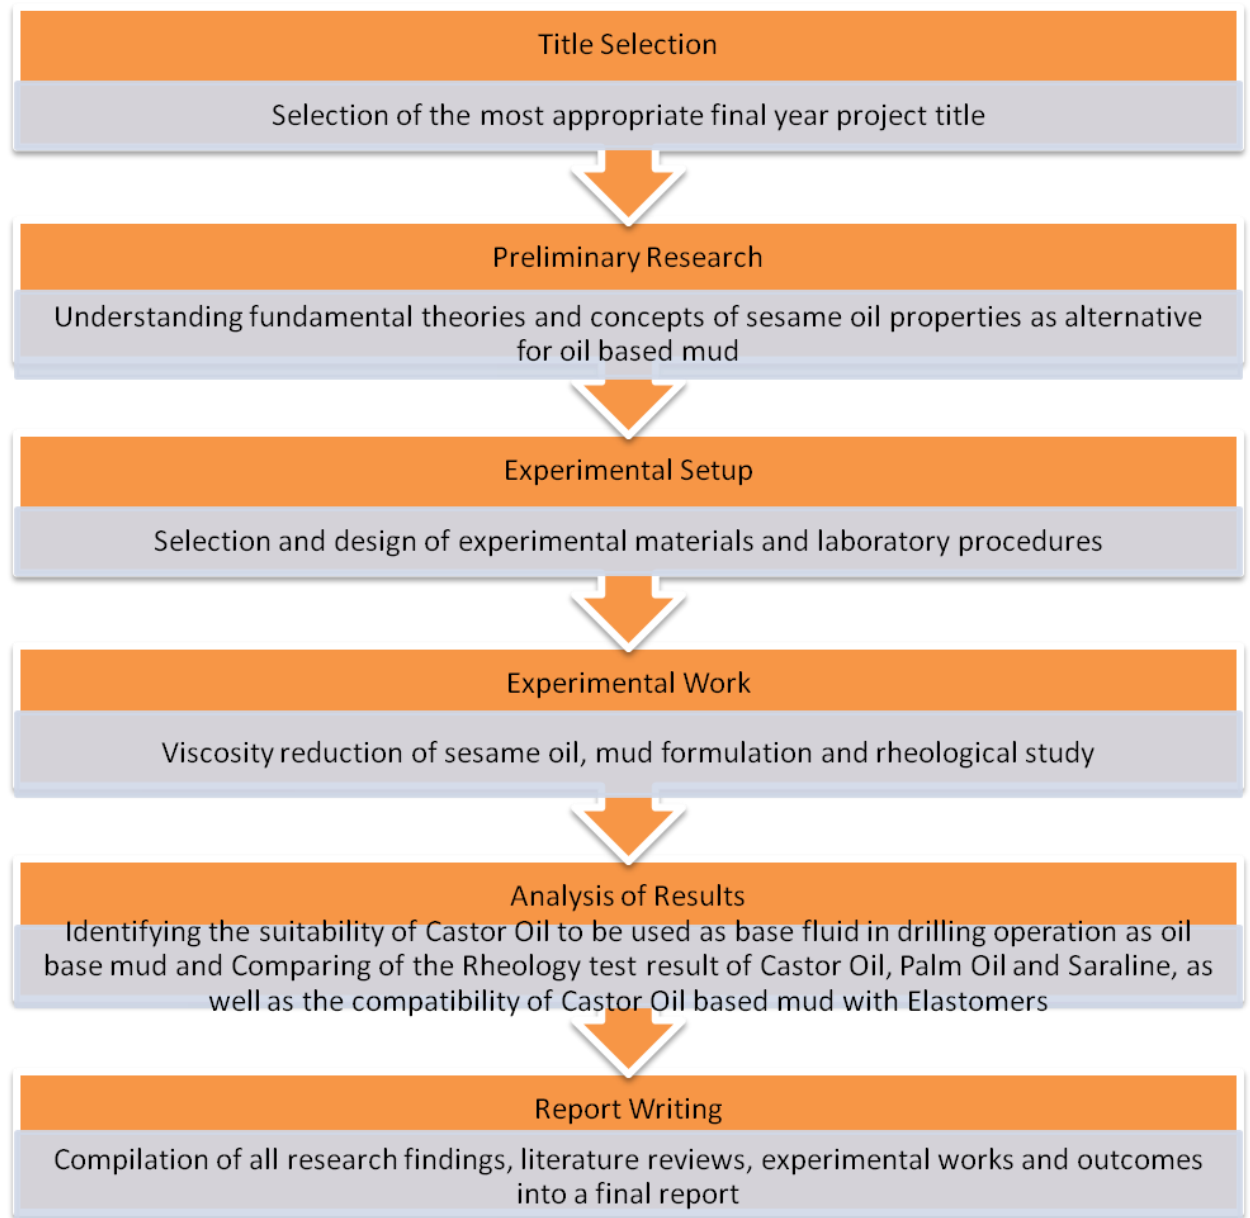 Title Selection
Selection of the most appropriate final year project title
Preliminary Research
Understanding fundamental theories and concepts of sesame oil properties as alternative
for oil based mud
Experimental Setup
Selection and design of experimental materials and laboratory procedures
Experimental Work
Viscosity reduction of sesame oil, mud formulation and rheological study
Analysis of Results
Identifying the suitability of Castor Oil to be used as base fluid in drilling operation as oil
base mud and Comparing of the Rheology test result of Castor Oil, Palm Oil and Saraline, as
well as the compatibility of Castor Oil based mud with Elastomers
Report Writing
Compilation of all research findings, literature reviews, experimental works and outcomes
into a final report